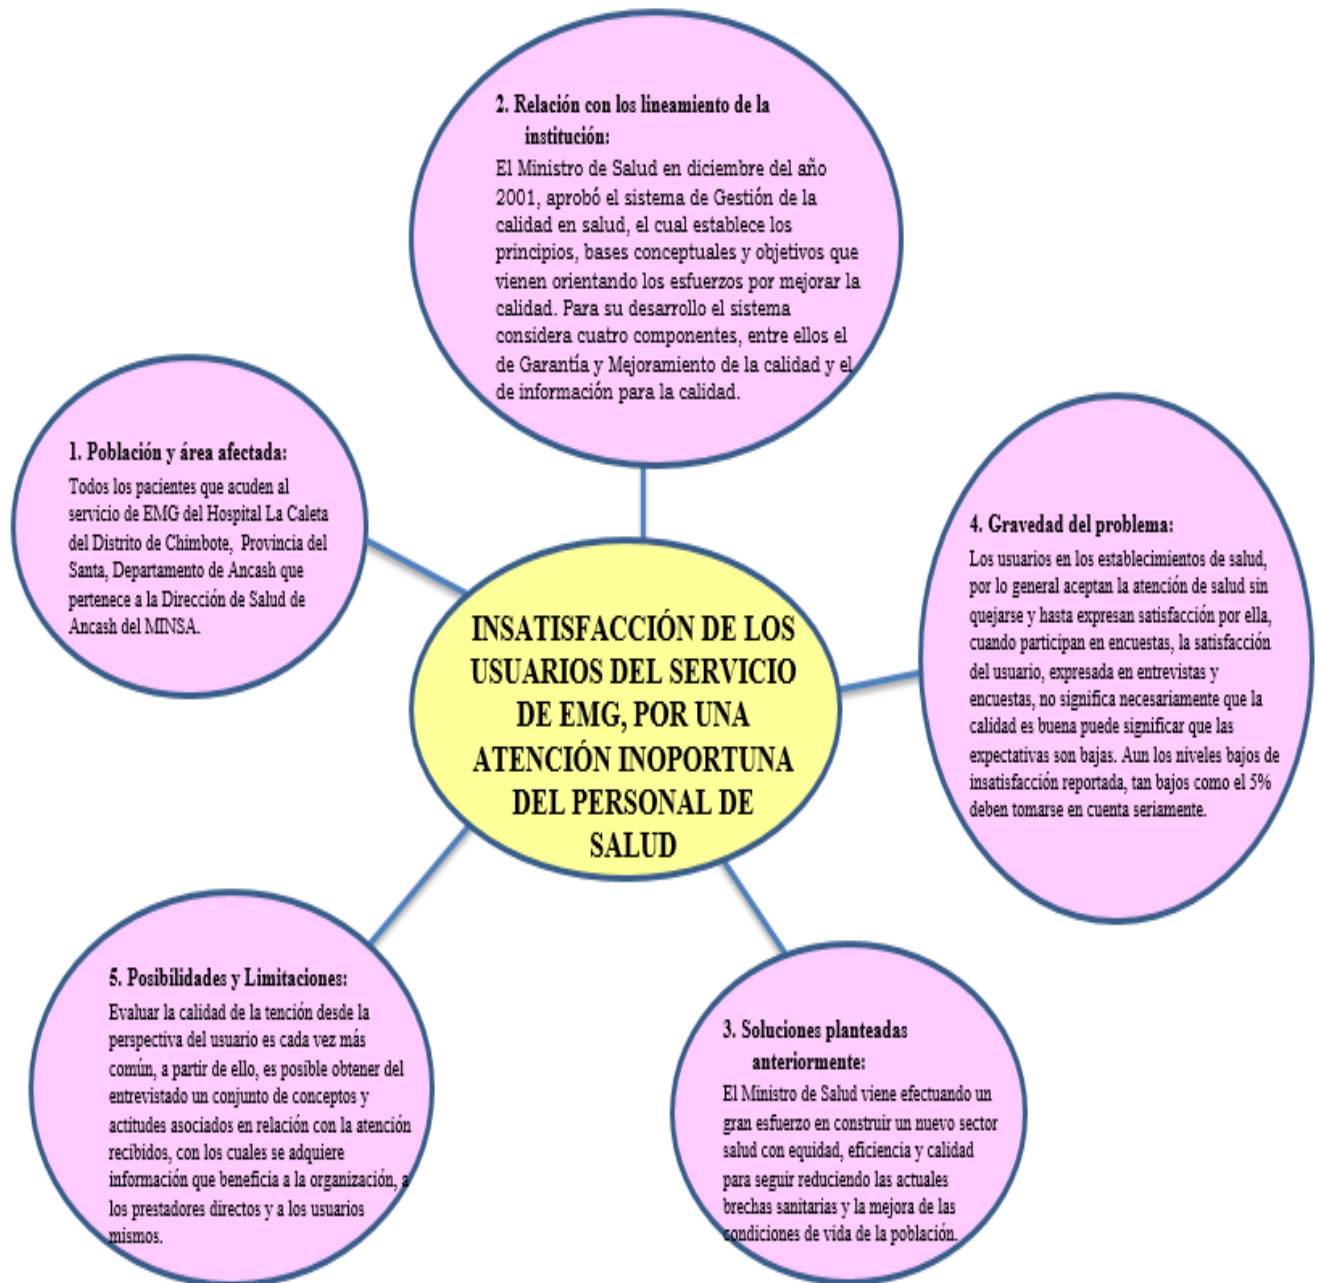 2. Relación con los lineamiento de la
institución:
El Ministro de Salud en diciembre del año
2001, aprobó el sistema de Gestión de la
calidad en salud, el cual establece los
principios, bases conceptuales y objetivos que
vienen orientando los esfuerzos por mejorar la
calidad. Para su desarrollo el sistema
considera cuatro componentes, entre ellos el
de Garantía y Mejoramiento de la calidad y el
de información para la calidad.
1. Población y área afectada:
Todos los pacientes que acuden al
servicio de EMG del Hospital La Caleta
del Distrito de Chimbote, Provincia del
Santa, Departamento de Ancash que
pertenece a la Dirección de Salud de
Ancash del MINSA.
4. Gravedad del problema:
Los usuarios en los establecimientos de salud,
por lo general aceptan la atención de salud sin
quejarse y hasta expresan satisfacción por ella,
cuando participan en encuestas, la satisfacción
del usuario, expresada en entrevistas y
encuestas, no significa necesariamente que la
calidad es buena puede significar que las
expectativas son bajas. Aun los niveles bajos de
insatisfacción reportada, tan bajos como el 5%
deben tomarse en cuenta seriamente.
INSATISFACCIÓN DE LOS
USUARIOS DEL SERVICIO
DE EMG, POR UNA
ATENCIÓN INOPORTUNA
DEL PERSONAL DE
SALUD
5. Posibilidades y Limitaciones:
Evaluar la calidad de la tención desde la
perspectiva del usuario es cada vez más
común, a partir de ello, es posible obtener del
entrevistado un conjunto de conceptos y
actitudes asociados en relación con la atención
recibidos, con los cuales se adquiere
información que beneficia a la organización, a
los prestadores directos y a los usuarios
mismos.
3. Soluciones planteadas
anteriormente:
El Ministro de Salud viene efectuando un
gran esfuerzo en construir un nuevo sector
salud con equidad, eficiencia y calidad
para seguir reduciendo las actuales
brechas sanitarias y la mejora de las
condiciones de vida de la población.